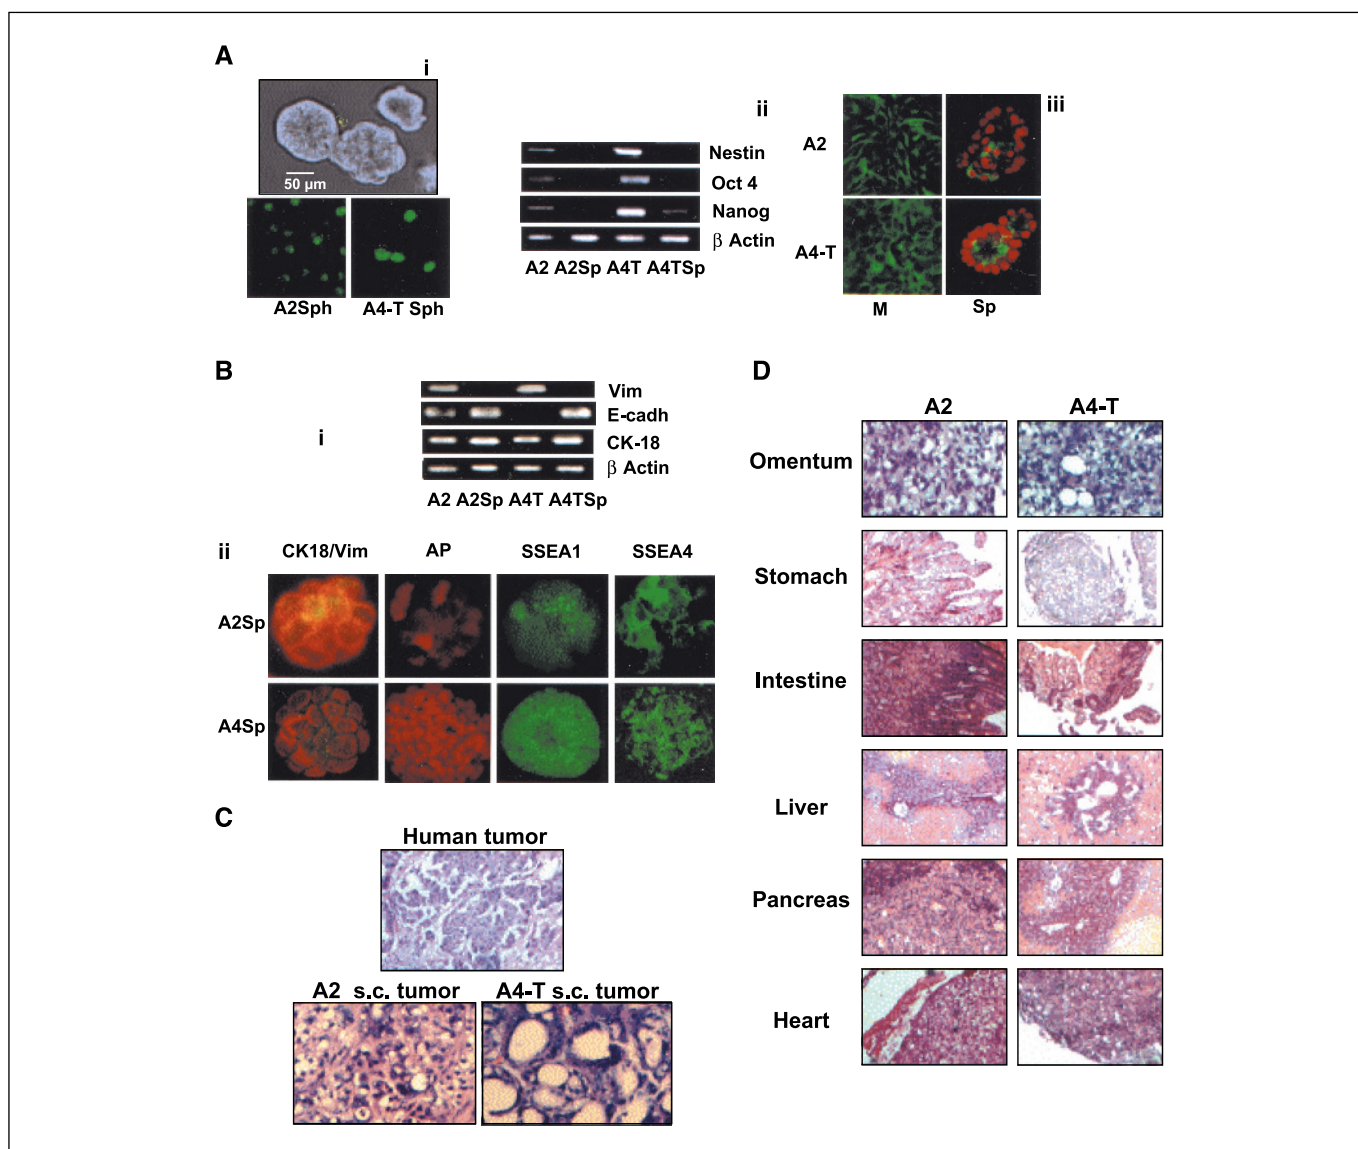 A
i
50 µm
A2Sph
A4-T Sph
ii
Nestin
Oct 4
Nanog
β Actin
A2 A2Sp A4T A4TSp
iii
A2
A4-T
M
Sp
B
i
Vim
E-cadh
CK-18
β Actin
A2 A2Sp A4T A4TSp
ii
CK18/Vim
AP
SSEA1
SSEA4
A2Sp
A4Sp
C
Human tumor
A2 s.c. tumor
A4-T s.c. tumor
D
A2
A4-T
Omentum
Stomach
Intestine
Liver
Pancreas
Heart